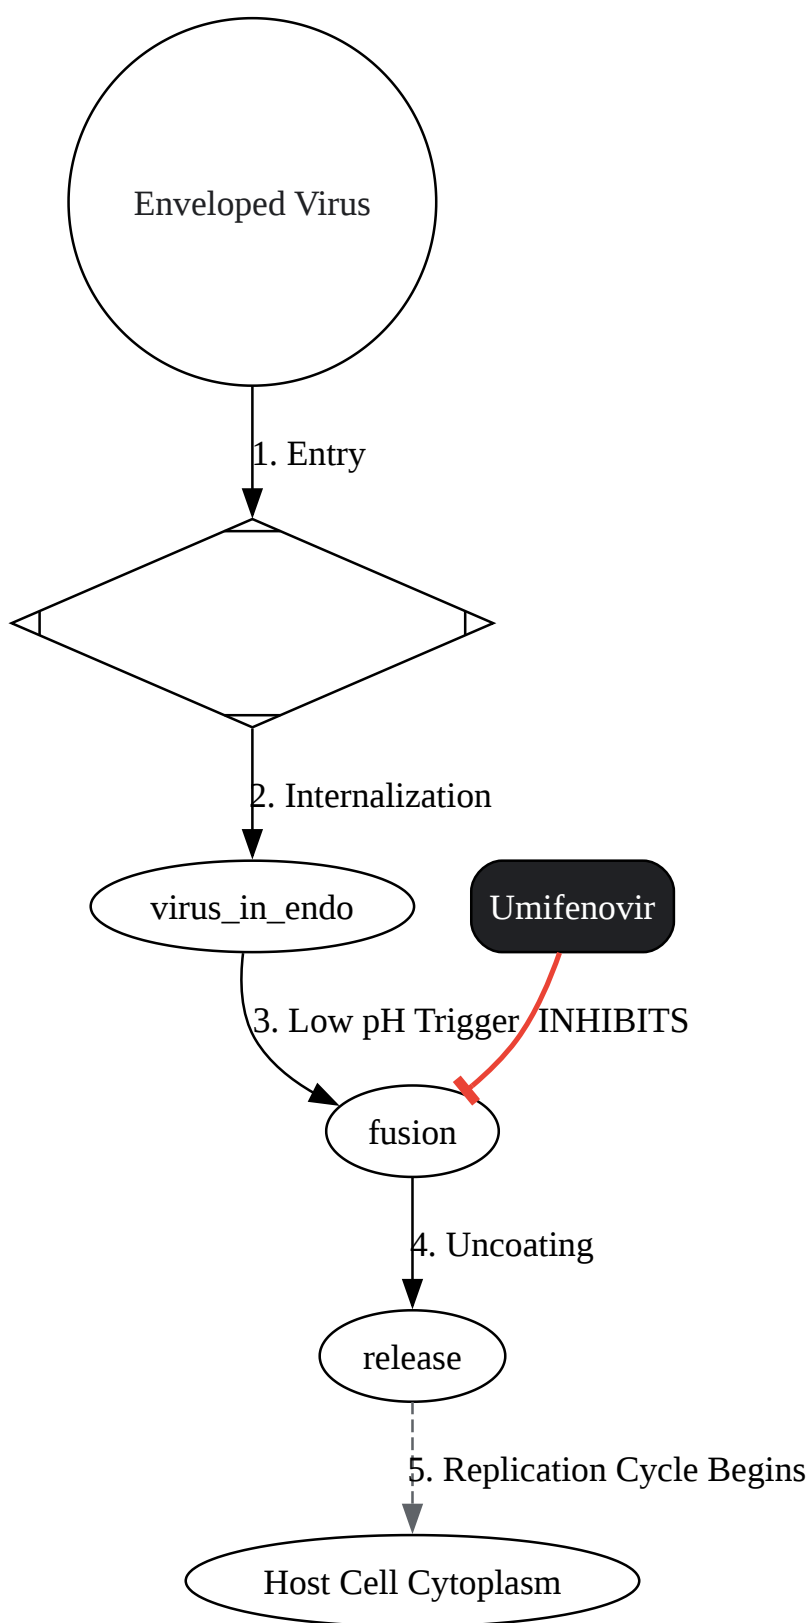 Enveloped Virus
1. Entry
2. Internalization
virus_in_endo
Umifenovir
3. Low pH Trigger
INHIBITS
fusion
4. Uncoating
release
5. Replication Cycle Begins
Host Cell Cytoplasm